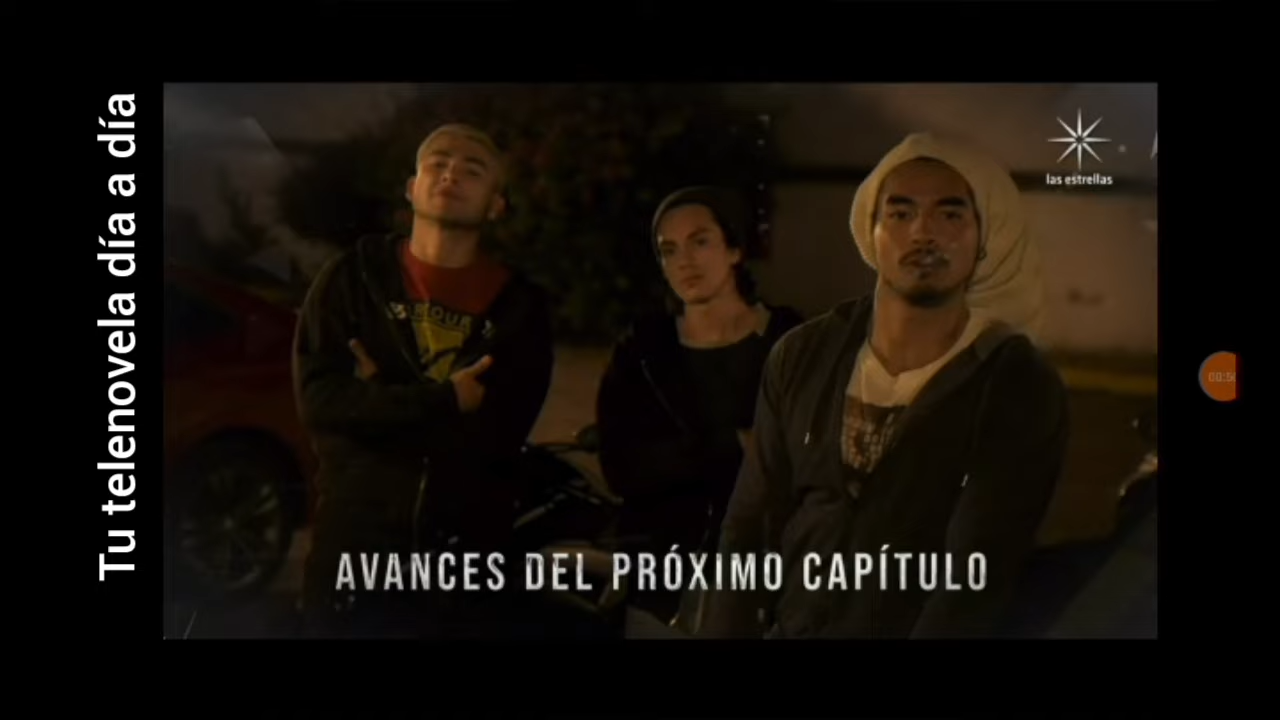 Tu telenovela día a día
las estrellas
AVANCES DEL PRÓXIMO CAPÍTULO